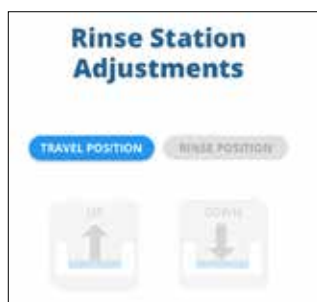 Rinse Station
Adjustments
TRAVEL POSITION
RINSE POSITION
UP
DOWN